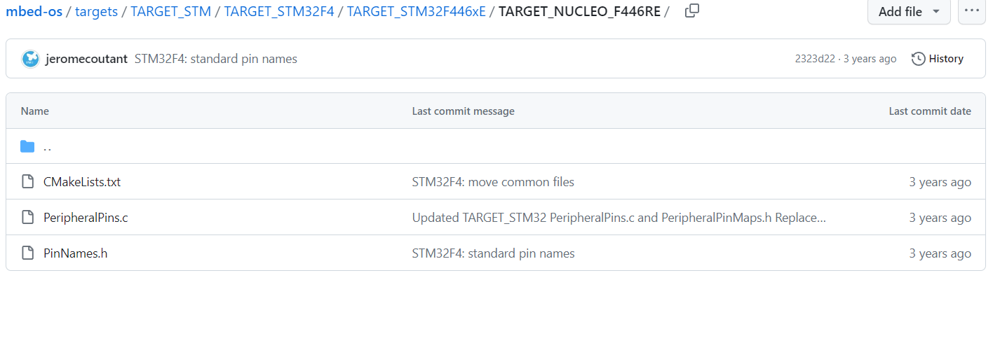 mbed-os / targets / TARGET_STM / TARGET_STM32F4 / TARGET_STM32F446xE / TARGET_NUCLEO_F446RE / Add file ...
jeromecoutant STM32F4: standard pin names 2323d22 · 3 years ago History
Name Last commit message Last commit date
..
CMakeLists.txt STM32F4: move common files 3 years ago
PeripheralPins.c Updated TARGET_STM32 PeripheralPins.c and PeripheralPinMaps.h Replace... 3 years ago
PinNames.h STM32F4: standard pin names 3 years ago